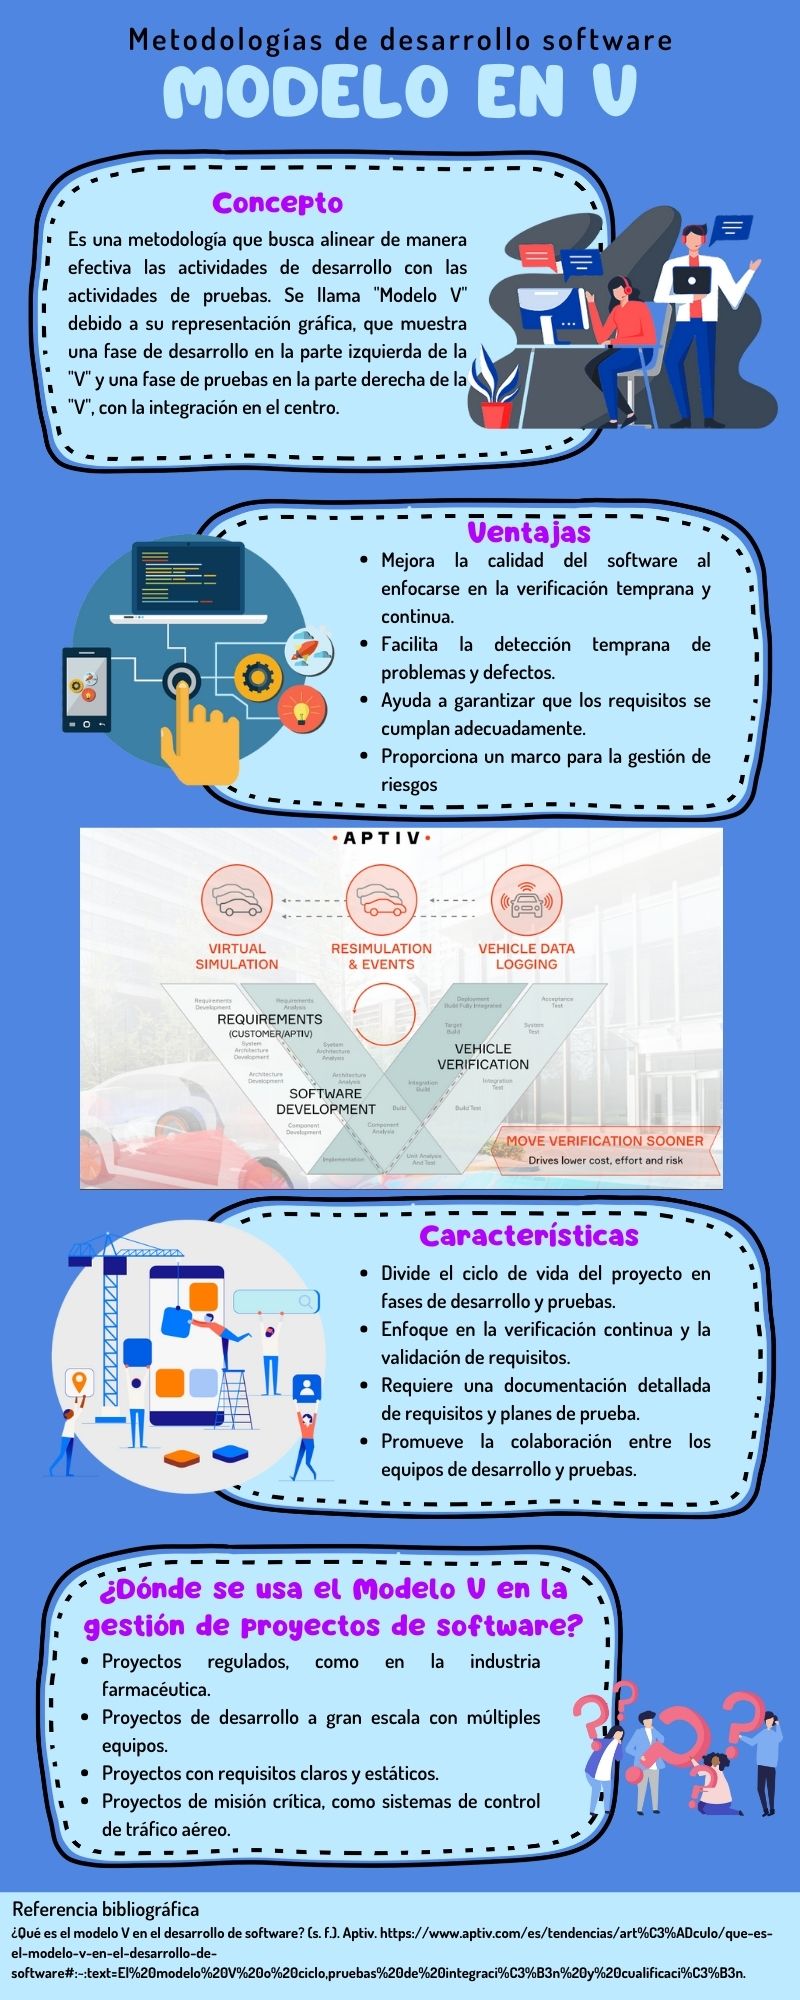 Metodologías de desarrollo software
MODELO EN V
Concepto
Es una metodología que busca alinear de manera
efectiva las actividades de desarrollo con las
actividades de pruebas. Se llama "Modelo V"
debido a su representación gráfica, que muestra
una fase de desarrollo en la parte izquierda de la
"V" y una fase de pruebas en la parte derecha de la
"V", con la integración en el centro.
Ventajas
• Mejora la calidad del software al
enfocarse en la verificación temprana y
continua.
• Facilita la detección temprana de
problemas y defectos.
• Ayuda a garantizar que los requisitos se
cumplan adecuadamente.
• Proporciona un marco para la gestión de
riesgos
• APTIV •
VIRTUAL
SIMULATION
RESIMULATION
& EVENTS
VEHICLE DATA
LOGGING
Requirements
Development
Requirements
Analysis
Deployment
Build Fully Integrated
Acceptance
Test
REQUIREMENTS
(CUSTOMER/APTIV)
Target
Build
System
Test
System
Architecture
Development
System
Architecture
Analysis
VEHICLE
VERIFICATION
Architecture
Development
Architecture
Analysis
Integration
Build
Integration
Test
SOFTWARE
DEVELOPMENT
Build
Build Test
Component
Development
Component
Analysis
Implementation
Unit Analysis
And Test
MOVE VERIFICATION SOONER
Drives lower cost, effort and risk
Características
• Divide el ciclo de vida del proyecto en
fases de desarrollo y pruebas.
• Enfoque en la verificación continua y la
validación de requisitos.
• Requiere una documentación detallada
de requisitos y planes de prueba.
• Promueve la colaboración entre los
equipos de desarrollo y pruebas.
¿Dónde se usa el Modelo V en la
gestión de proyectos de software?
• Proyectos regulados, como en la industria
farmacéutica.
• Proyectos de desarrollo a gran escala con múltiples
equipos.
• Proyectos con requisitos claros y estáticos.
• Proyectos de misión crítica, como sistemas de control
de tráfico aéreo.
Referencia bibliográfica
¿Qué es el modelo V en el desarrollo de software? (s. f.). Aptiv. https://www.aptiv.com/es/tendencias/art%C3%ADculo/que-es-
el-modelo-v-en-el-desarrollo-de-
software#:~:text=El%20modelo%20V%20o%20ciclo,pruebas%20de%20integraci%C3%B3n%20y%20cualificaci%C3%B3n.